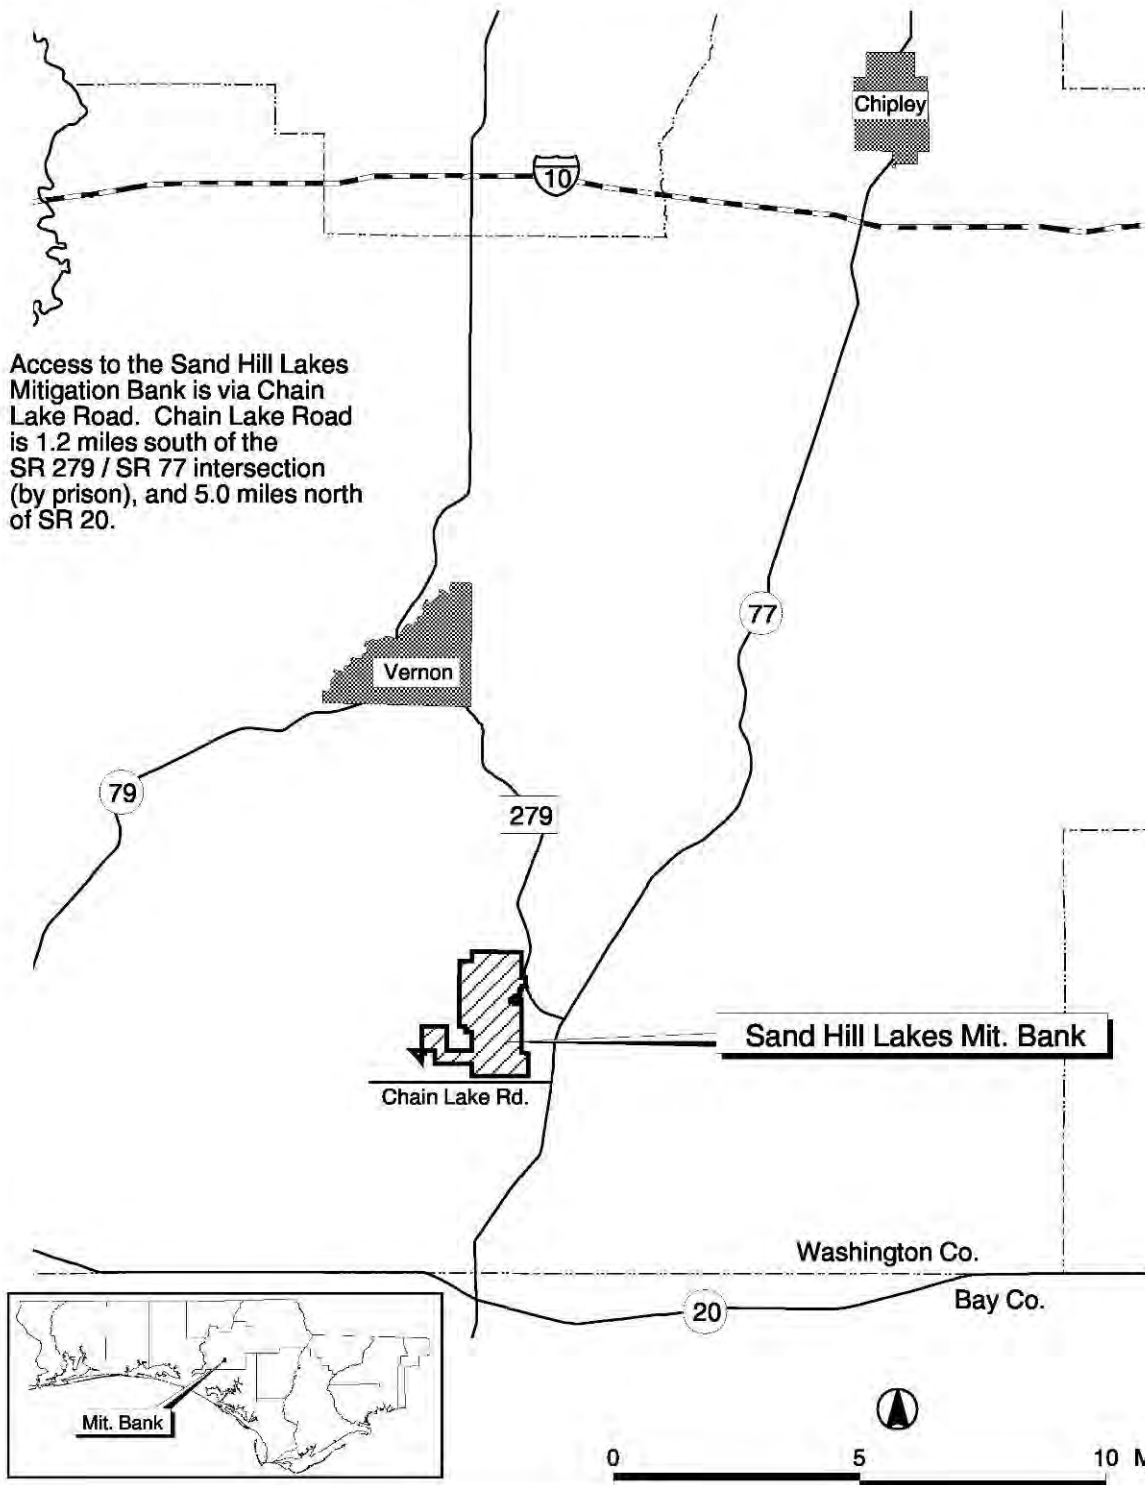 Chipley
10
Access to the Sand Hill Lakes
Mitigation Bank is via Chain
Lake Road. Chain Lake Road
is 1.2 miles south of the
SR 279 / SR 77 intersection
(by prison), and 5.0 miles north
of SR 20.
77
Vernon
79
279
Sand Hill Lakes Mit. Bank
Chain Lake Rd.
Washington Co.
Bay Co.
20
Mit. Bank
0 5 10 M